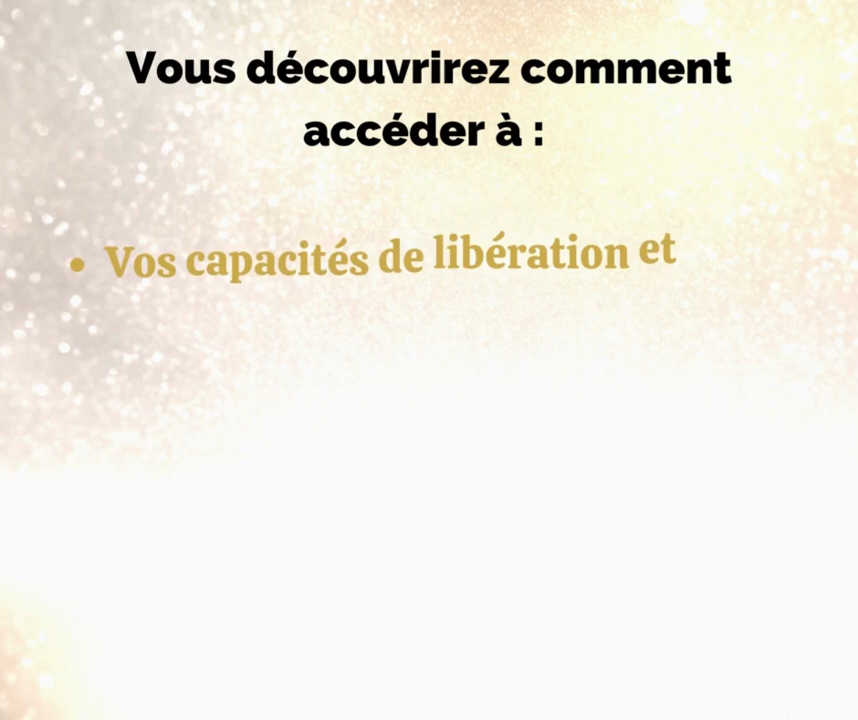 Vous découvrirez comment
accéder à :
• Vos capacités de libération et